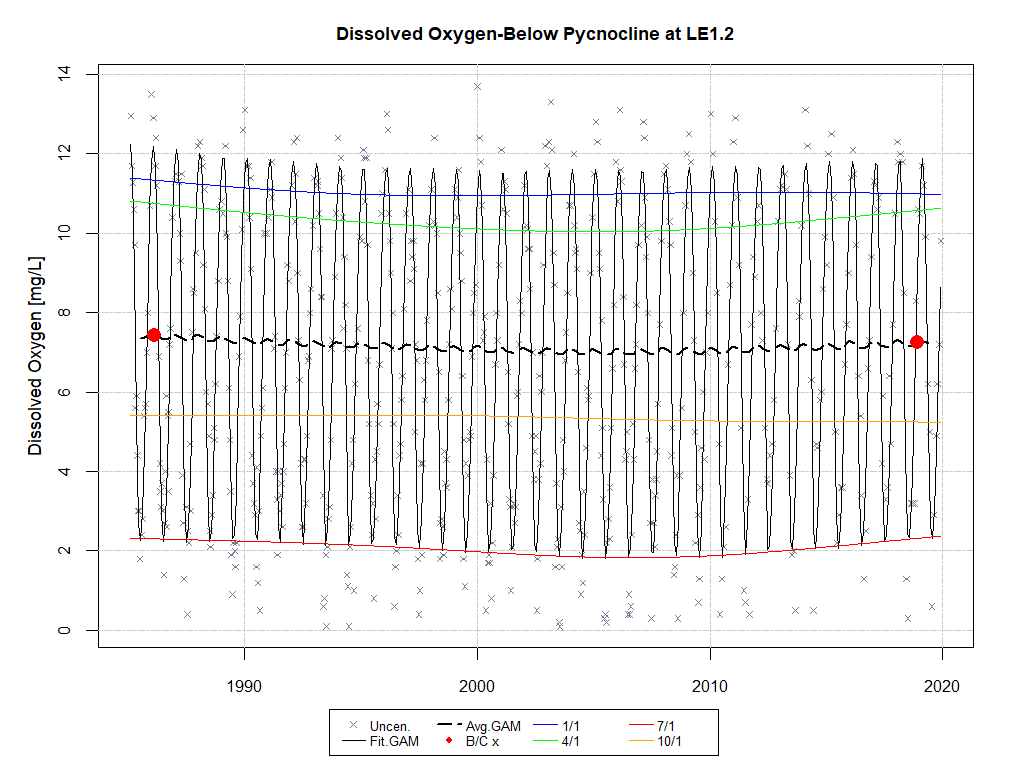 Dissolved Oxygen-Below Pycnocline at LE1.2
Dissolved Oxygen [mg/L]
14
12
10
8
6
4
2
0
1990 2000 2010 2020
Uncen. Avg.GAM 1/1 7/1
Fit.GAM B/C x 4/1 10/1